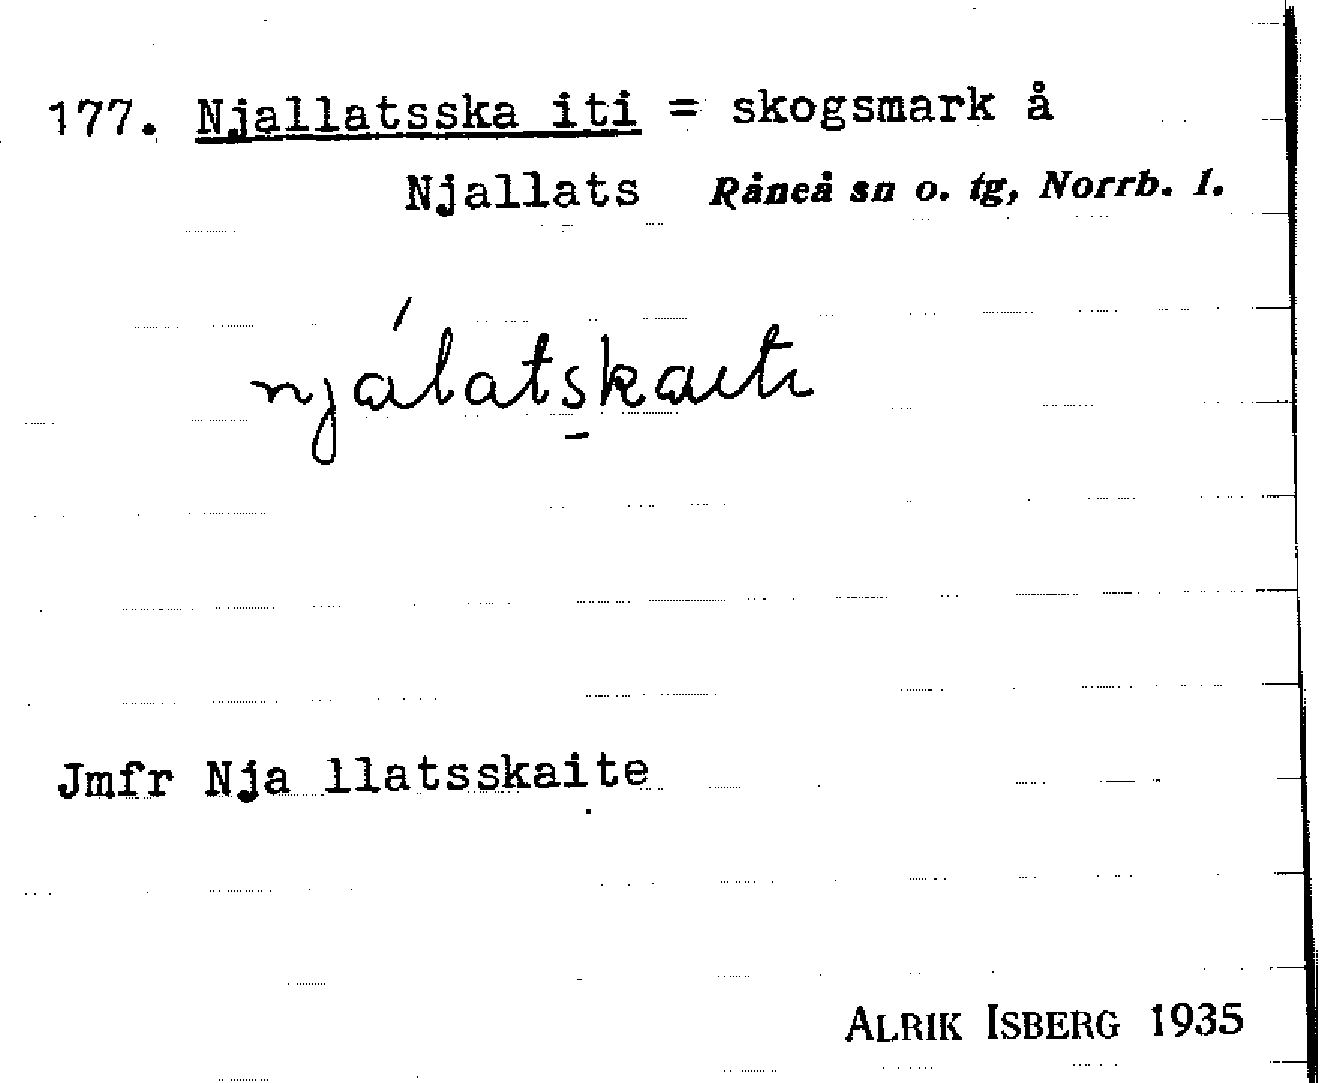 177. Njallatsska iti = skogsmark å
Njallats Råneå sn o. tg, Norrb. l.
njálatskaiti
Jmfr Nja llatsskaite
ALRIK ISBERG 1935